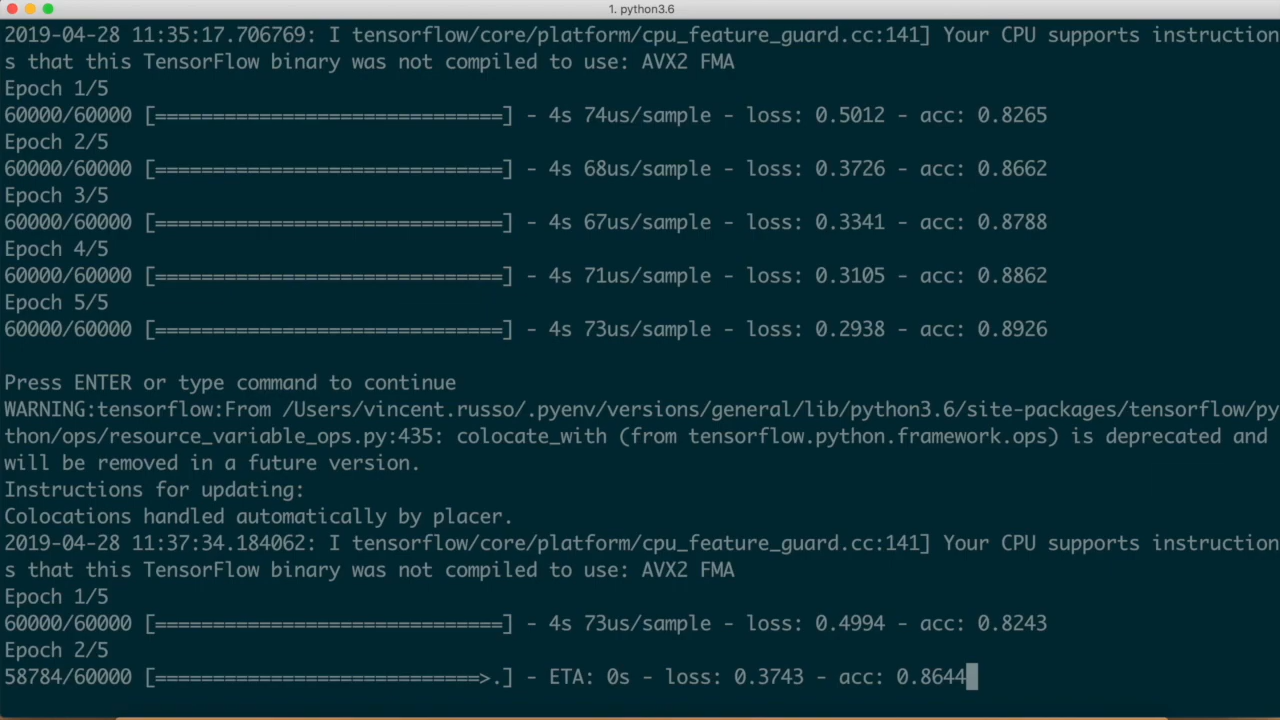 1. python3.6
2019-04-28 11:35:17.706769: I tensorflow/core/platform/cpu_feature_guard.cc:141] Your CPU supports instruction
s that this TensorFlow binary was not compiled to use: AVX2 FMA
Epoch 1/5
60000/60000 [==============================] - 4s 74us/sample - loss: 0.5012 - acc: 0.8265
Epoch 2/5
60000/60000 [==============================] - 4s 68us/sample - loss: 0.3726 - acc: 0.8662
Epoch 3/5
60000/60000 [==============================] - 4s 67us/sample - loss: 0.3341 - acc: 0.8788
Epoch 4/5
60000/60000 [==============================] - 4s 71us/sample - loss: 0.3105 - acc: 0.8862
Epoch 5/5
60000/60000 [==============================] - 4s 73us/sample - loss: 0.2938 - acc: 0.8926
Press ENTER or type command to continue
WARNING:tensorflow:From /Users/vincent.russo/.pyenv/versions/general/lib/python3.6/site-packages/tensorflow/py
thon/ops/resource_variable_ops.py:435: colocate_with (from tensorflow.python.framework.ops) is deprecated and
will be removed in a future version.
Instructions for updating:
Colocations handled automatically by placer.
2019-04-28 11:37:34.184062: I tensorflow/core/platform/cpu_feature_guard.cc:141] Your CPU supports instruction
s that this TensorFlow binary was not compiled to use: AVX2 FMA
Epoch 1/5
60000/60000 [==============================] - 4s 73us/sample - loss: 0.4994 - acc: 0.8243
Epoch 2/5
58784/60000 [============================>.] - ETA: 0s - loss: 0.3743 - acc: 0.8644